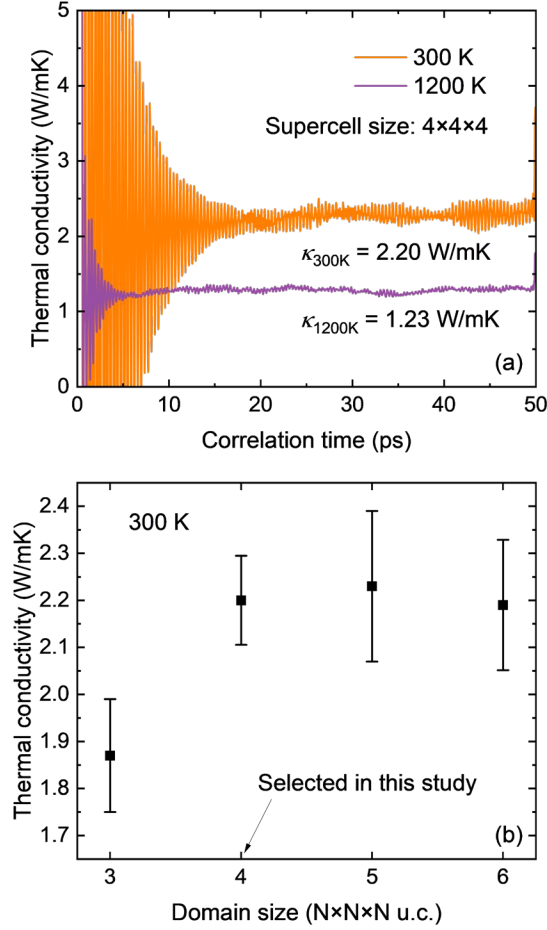 5
4
3
2
1
0
Thermal conductivity (W/mK)
300 K
1200 K
Supercell size: 4×4×4
κ300K = 2.20 W/mK
κ1200K = 1.23 W/mK
(a)
0 10 20 30 40 50
Correlation time (ps)
2.4
2.3
2.2
2.1
2.0
1.9
1.8
1.7
Thermal conductivity (W/mK)
300 K
Selected in this study
(b)
3 4 5 6
Domain size (N×N×N u.c.)